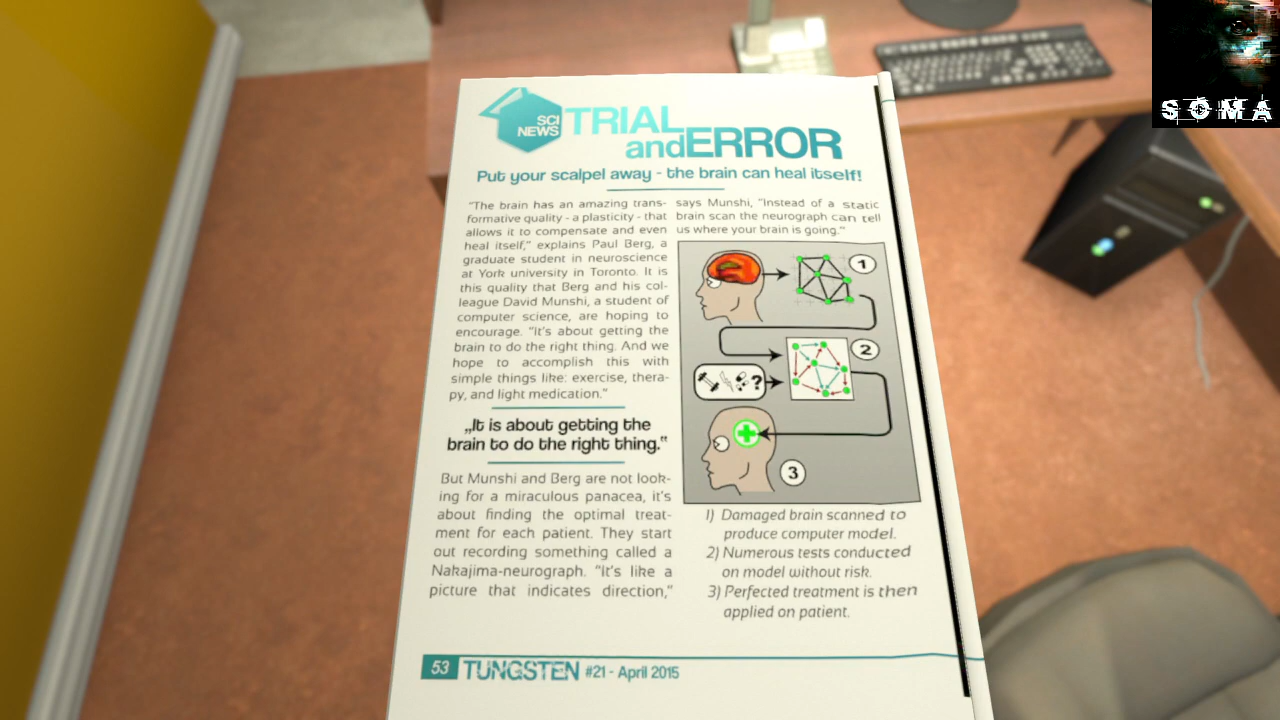 SOMA
SCI
NEWS
TRIAL
andERROR
Put your scalpel away - the brain can heal itself!
"The brain has an amazing trans-
formative quality - a plasticity - that
allows it to compensate and even
heal itself," explains Paul Berg, a
graduate student in neuroscience
at York university in Toronto. It is
this quality that Berg and his col-
league David Munshi, a student of
computer science, are hoping to
encourage. "It's about getting the
brain to do the right thing. And we
hope to accomplish this with
simple things like: exercise, thera-
py, and light medication."
„It is about getting the
brain to do the right thing."
But Munshi and Berg are not look-
ing for a miraculous panacea, it's
about finding the optimal treat-
ment for each patient. They start
out recording something called a
Nakajima-neurograph. "It's like a
picture that indicates direction,"
says Munshi, "Instead of a static
brain scan the neurograph can tell
us where your brain is going."
1
2
?
3
1) Damaged brain scanned to
produce computer model.
2) Numerous tests conducted
on model without risk.
3) Perfected treatment is then
applied on patient.
53 TUNGSTEN #21 - April 2015